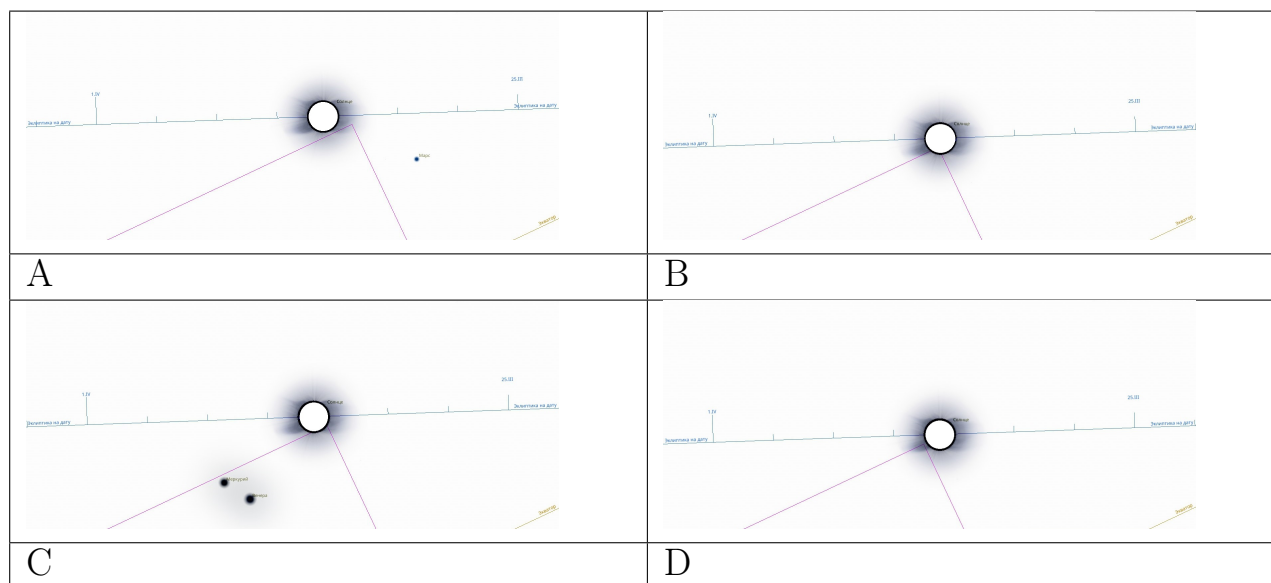 25.III
1.IV
Солнце
Эклиптика на дату
Эклиптика на дату
Марс
Экватор
25.III
1.IV
Солнце
Эклиптика на дату
Эклиптика на дату
Экватор
A
B
25.III
1.IV
Солнце
Эклиптика на дату
Эклиптика на дату
Меркурий
Венера
Экватор
25.III
1.IV
Солнце
Эклиптика на дату
Эклиптика на дату
Экватор
C
D